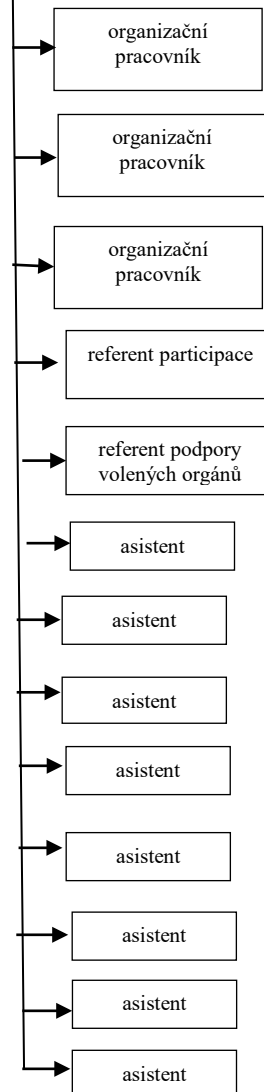 organizační
pracovník
organizační
pracovník
organizační
pracovník
referent participace
referent podpory
volených orgánů
asistent
asistent
asistent
asistent
asistent
asistent
asistent
asistent